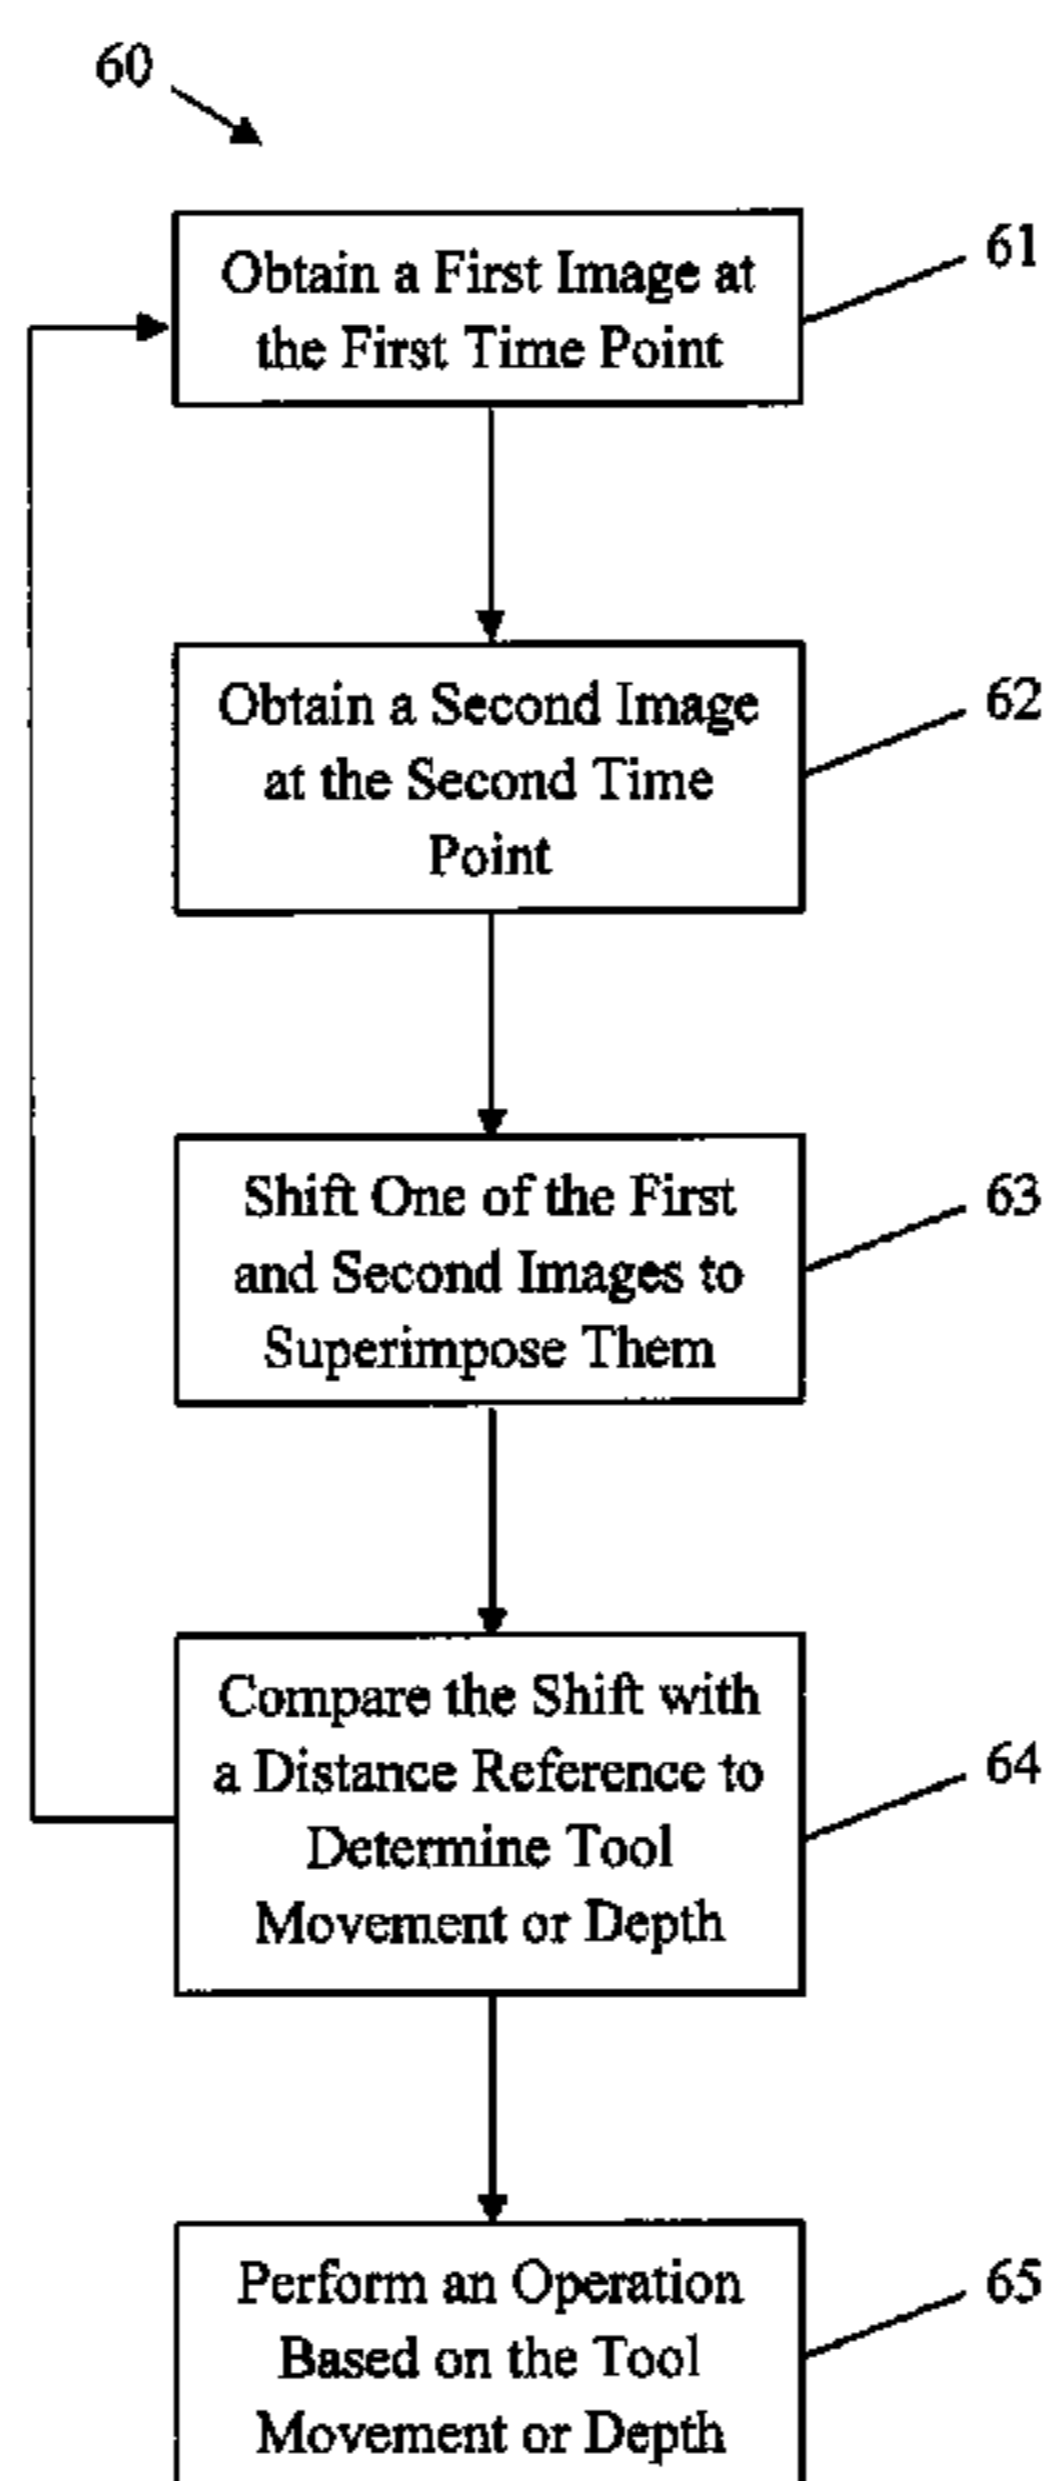 60
Obtain a First Image at
the First Time Point
61
Obtain a Second Image
at the Second Time
Point
62
Shift One of the First
and Second Images to
Superimpose Them
63
Compare the Shift with
a Distance Reference to
Determine Tool
Movement or Depth
64
Perform an Operation
Based on the Tool
Movement or Depth
65